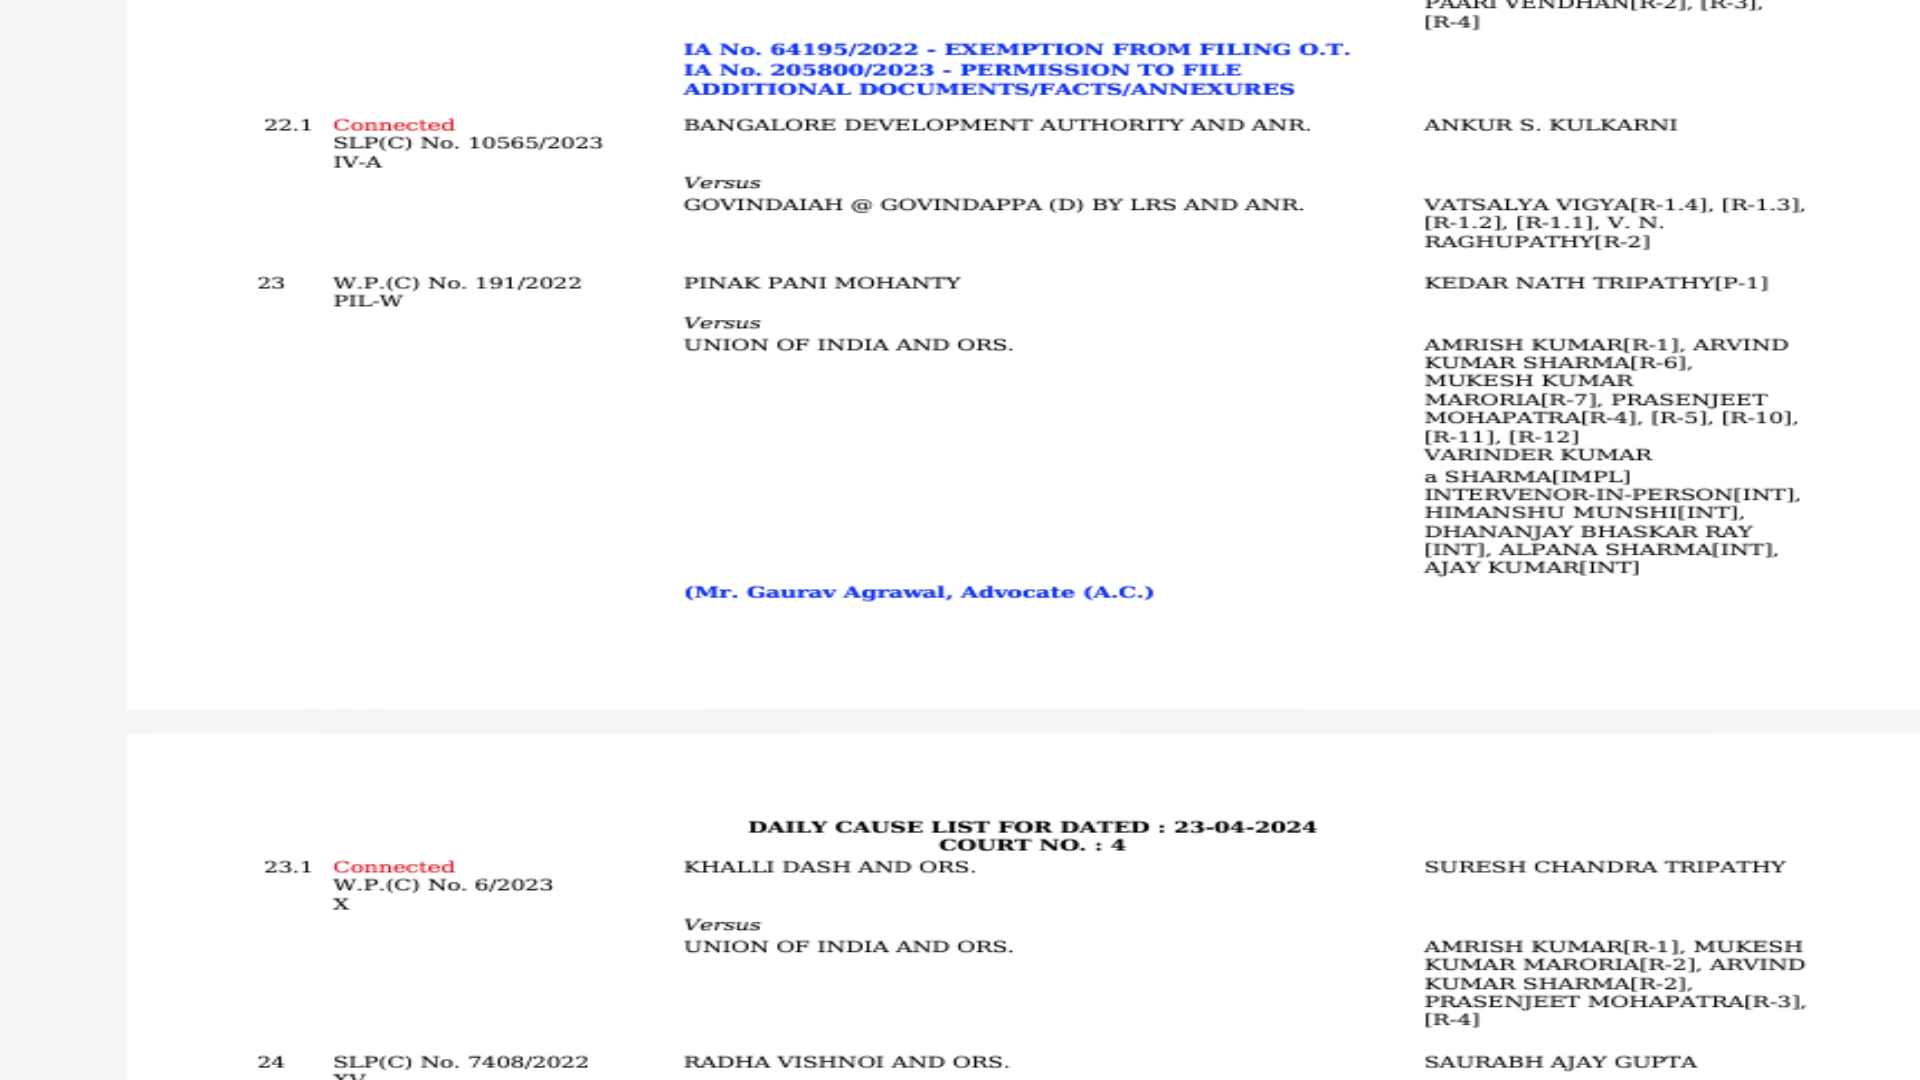 PAARI VENDHAN[R-2], [R-3],
[R-4]
IA No. 64195/2022 - EXEMPTION FROM FILING O.T.
IA No. 205800/2023 - PERMISSION TO FILE
ADDITIONAL DOCUMENTS/FACTS/ANNEXURES
22.1 Connected BANGALORE DEVELOPMENT AUTHORITY AND ANR. ANKUR S. KULKARNI
SLP(C) No. 10565/2023
IV-A
Versus
GOVINDAIAH @ GOVINDAPPA (D) BY LRS AND ANR. VATSALYA VIGYA[R-1.4], [R-1.3],
[R-1.2], [R-1.1], V. N.
RAGHUPATHY[R-2]
23 W.P.(C) No. 191/2022 PINAK PANI MOHANTY KEDAR NATH TRIPATHY[P-1]
PIL-W
Versus
UNION OF INDIA AND ORS. AMRISH KUMAR[R-1], ARVIND
KUMAR SHARMA[R-6],
MUKESH KUMAR
MARORIA[R-7], PRASENJEET
MOHAPATRA[R-4], [R-5], [R-10],
[R-11], [R-12]
VARINDER KUMAR
a SHARMA[IMPL]
INTERVENOR-IN-PERSON[INT],
HIMANSHU MUNSHI[INT],
DHANANJAY BHASKAR RAY
[INT], ALPANA SHARMA[INT],
AJAY KUMAR[INT]
(Mr. Gaurav Agrawal, Advocate (A.C.)
DAILY CAUSE LIST FOR DATED : 23-04-2024
COURT NO. : 4
23.1 Connected KHALLI DASH AND ORS. SURESH CHANDRA TRIPATHY
W.P.(C) No. 6/2023
X
Versus
UNION OF INDIA AND ORS. AMRISH KUMAR[R-1], MUKESH
KUMAR MARORIA[R-2], ARVIND
KUMAR SHARMA[R-2],
PRASENJEET MOHAPATRA[R-3],
[R-4]
24 SLP(C) No. 7408/2022 RADHA VISHNOI AND ORS. SAURABH AJAY GUPTA
XV